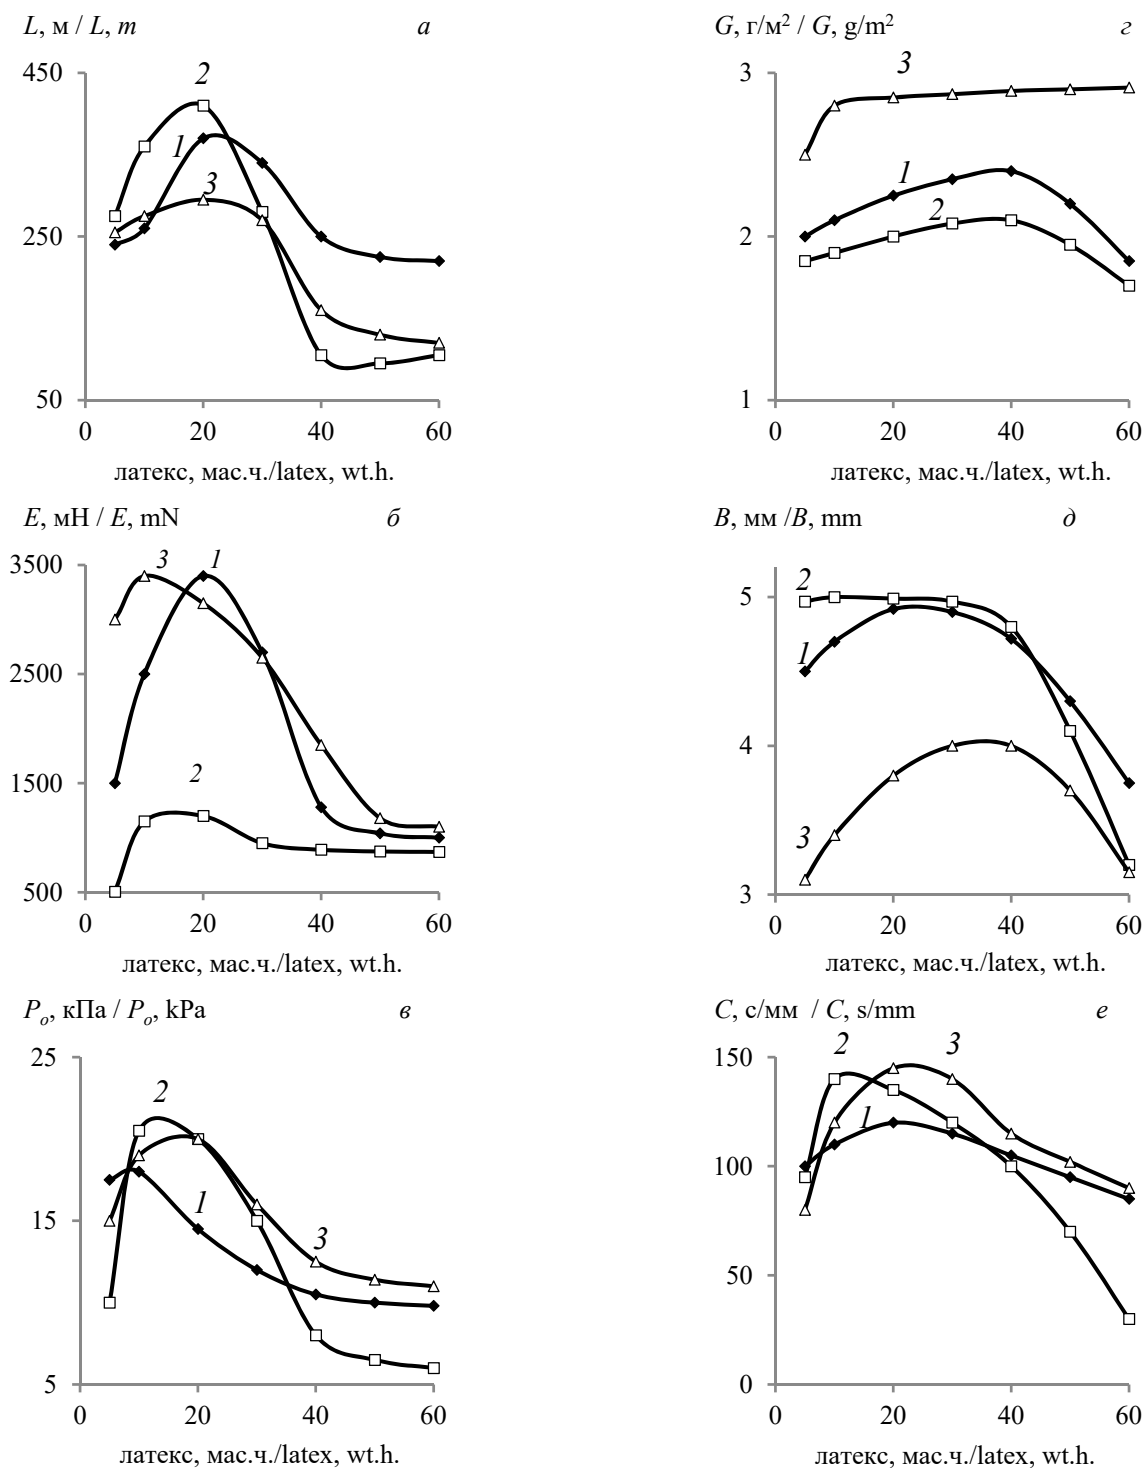 L, м / L, m а
450
250
50
0 20 40 60
1
2
3
латекс, мас.ч./latex, wt.h.
G, г/м² / G, g/m² г
3
2
1
0 20 40 60
3
1
2
латекс, мас.ч./latex, wt.h.
E, мН / E, mN б
3500
2500
1500
500
0 20 40 60
3
1
2
латекс, мас.ч./latex, wt.h.
B, мм /B, mm д
5
4
3
0 20 40 60
2
1
3
латекс, мас.ч./latex, wt.h.
Pₒ, кПа / Pₒ, kPa в
25
15
5
0 20 40 60
2
1
3
латекс, мас.ч./latex, wt.h.
C, с/мм / C, s/mm е
150
100
50
0
0 20 40 60
2
3
1
латекс, мас.ч./latex, wt.h.